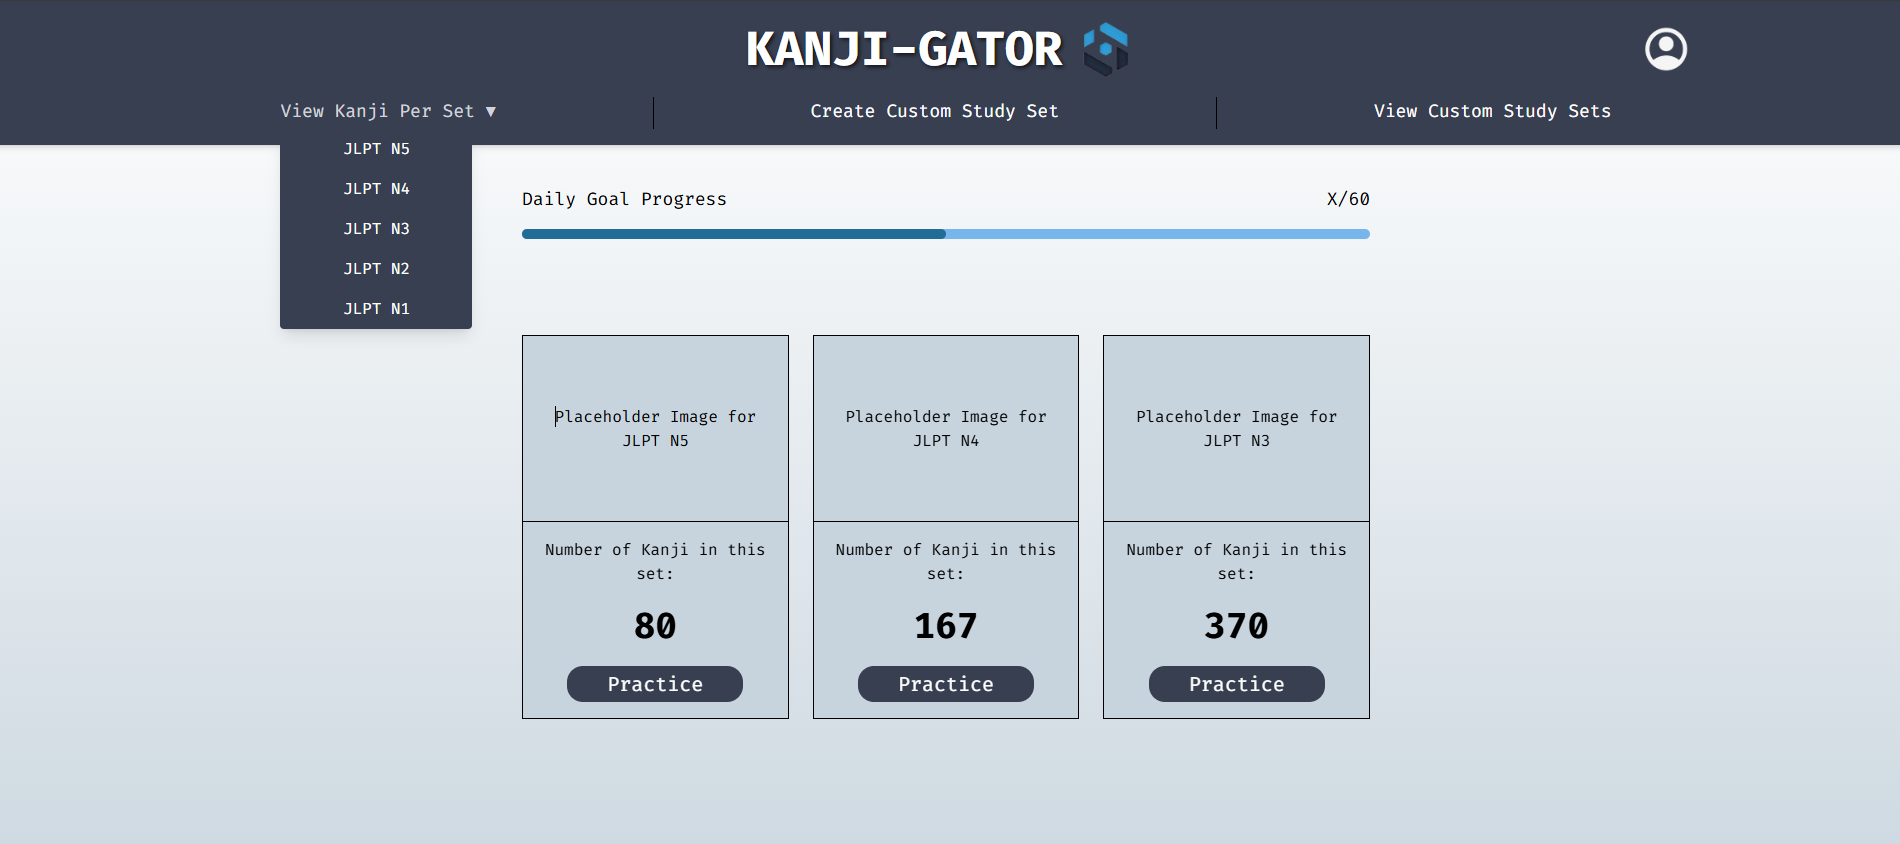 KANJI-GATOR
View Kanji Per Set ▼
Create Custom Study Set
View Custom Study Sets
JLPT N5
JLPT N4
JLPT N3
JLPT N2
JLPT N1
Daily Goal Progress
X/60
Placeholder Image for
JLPT N5
Number of Kanji in this
set:
80
Practice
Placeholder Image for
JLPT N4
Number of Kanji in this
set:
167
Practice
Placeholder Image for
JLPT N3
Number of Kanji in this
set:
370
Practice